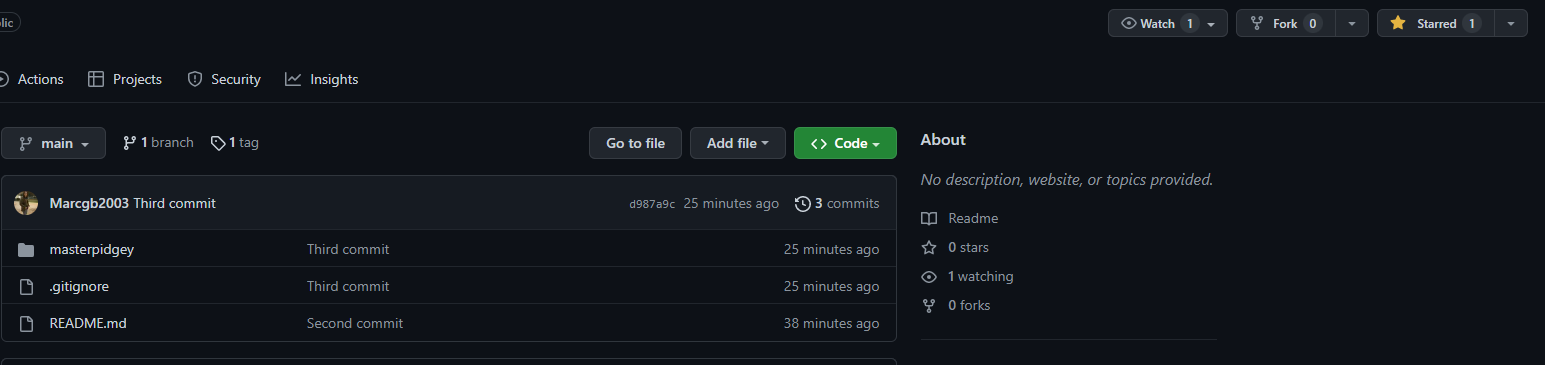 lic
Watch 1
Fork 0
Starred 1
Actions
Projects
Security
Insights
main
1 branch
1 tag
Go to file
Add file
Code
Marcgb2003 Third commit
d987a9c 25 minutes ago
3 commits
masterpidgey Third commit 25 minutes ago
.gitignore Third commit 25 minutes ago
README.md Second commit 38 minutes ago
About
No description, website, or topics provided.
Readme
0 stars
1 watching
0 forks